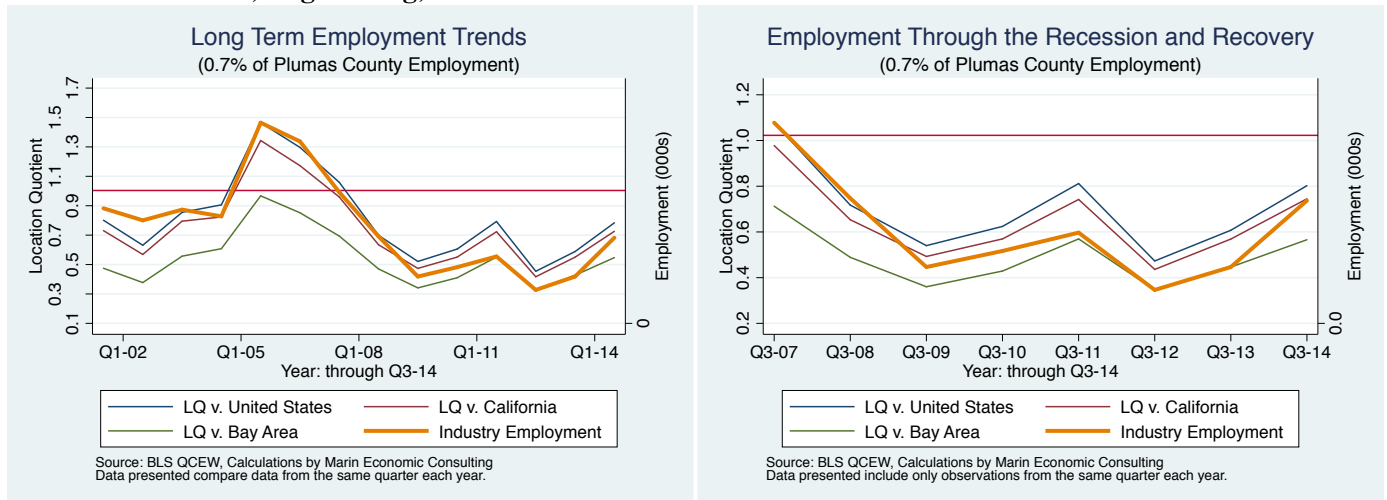 Long Term Employment Trends
(0.7% of Plumas County Employment)
Location Quotient
1.7
1.5
1.3
1.1
0.9
0.7
0.5
0.3
0.1
Employment (000s)
0
Q1-02 Q1-05 Q1-08 Q1-11 Q1-14
Year: through Q3-14
LQ v. United States LQ v. California
LQ v. Bay Area Industry Employment
Source: BLS QCEW, Calculations by Marin Economic Consulting
Data presented compare data from the same quarter each year.
Employment Through the Recession and Recovery
(0.7% of Plumas County Employment)
Location Quotient
1.2
1.0
0.8
0.6
0.4
0.2
Employment (000s)
0.0
Q3-07 Q3-08 Q3-09 Q3-10 Q3-11 Q3-12 Q3-13 Q3-14
Year: through Q3-14
LQ v. United States LQ v. California
LQ v. Bay Area Industry Employment
Source: BLS QCEW, Calculations by Marin Economic Consulting
Data presented include only observations from the same quarter each year.